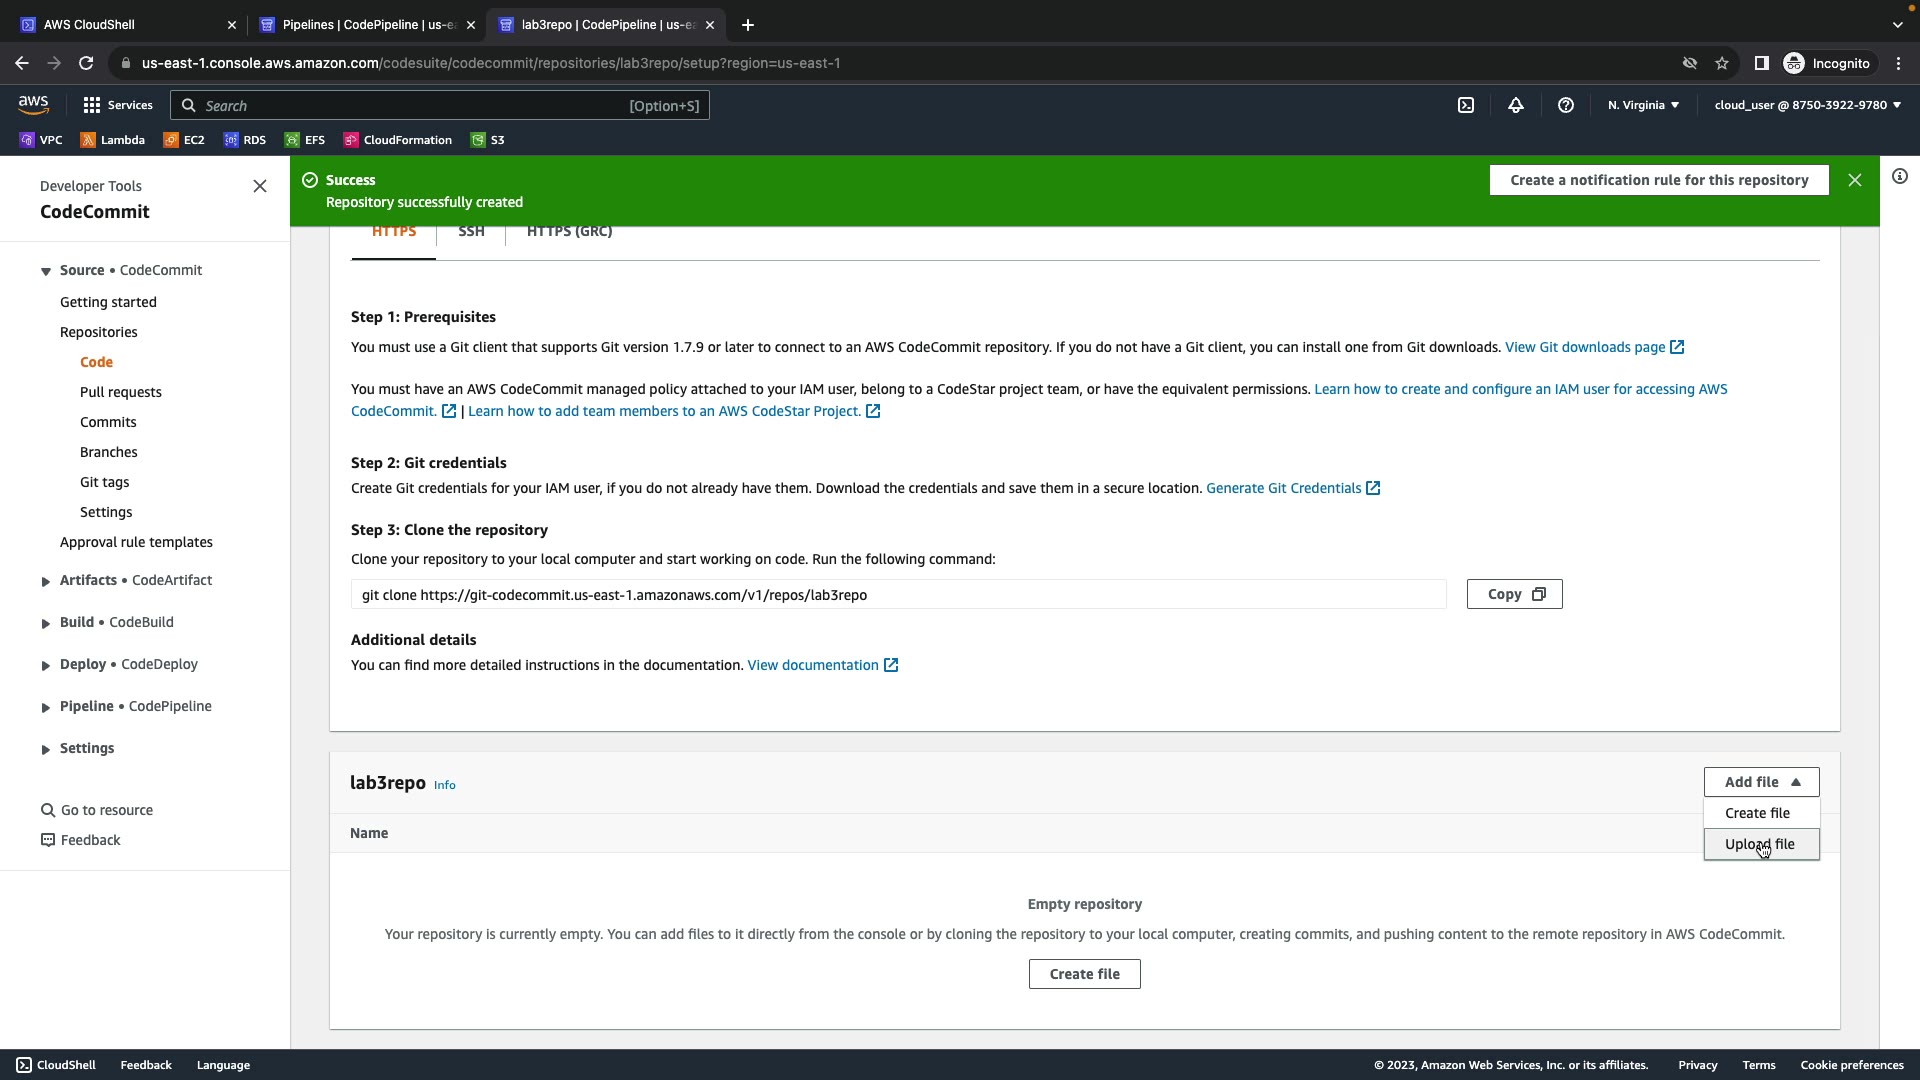 AWS CloudShell
Pipelines | CodePipeline | us-ea
lab3repo | CodePipeline | us-ea
us-east-1.console.aws.amazon.com/codesuite/codecommit/repositories/lab3repo/setup?region=us-east-1
Incognito
aws
Services
Search
[Option+S]
N. Virginia
cloud_user @ 8750-3922-9780
VPC
Lambda
EC2
RDS
EFS
CloudFormation
S3
Developer Tools
CodeCommit
Source • CodeCommit
Getting started
Repositories
Code
Pull requests
Commits
Branches
Git tags
Settings
Approval rule templates
Artifacts • CodeArtifact
Build • CodeBuild
Deploy • CodeDeploy
Pipeline • CodePipeline
Settings
Go to resource
Feedback
Success
Repository successfully created
Create a notification rule for this repository
HTTPS
SSH
HTTPS (GRC)
Step 1: Prerequisites
You must use a Git client that supports Git version 1.7.9 or later to connect to an AWS CodeCommit repository. If you do not have a Git client, you can install one from Git downloads. View Git downloads page
You must have an AWS CodeCommit managed policy attached to your IAM user, belong to a CodeStar project team, or have the equivalent permissions. Learn how to create and configure an IAM user for accessing AWS
CodeCommit. | Learn how to add team members to an AWS CodeStar Project.
Step 2: Git credentials
Create Git credentials for your IAM user, if you do not already have them. Download the credentials and save them in a secure location. Generate Git Credentials
Step 3: Clone the repository
Clone your repository to your local computer and start working on code. Run the following command:
git clone https://git-codecommit.us-east-1.amazonaws.com/v1/repos/lab3repo
Copy
Additional details
You can find more detailed instructions in the documentation. View documentation
lab3repo Info
Add file
Create file
Upload file
Name
Empty repository
Your repository is currently empty. You can add files to it directly from the console or by cloning the repository to your local computer, creating commits, and pushing content to the remote repository in AWS CodeCommit.
Create file
CloudShell
Feedback
Language
© 2023, Amazon Web Services, Inc. or its affiliates.
Privacy
Terms
Cookie preferences